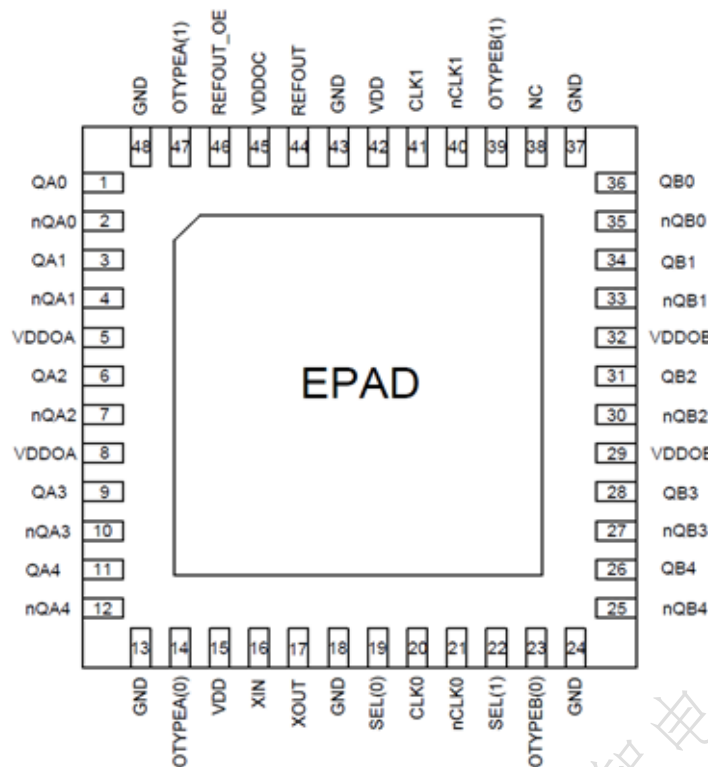 GND OTYPEA(1) REFOUT_OE VDDOC REFOUT GND VDD CLK1 nCLK1 OTYPEB(1) NC GND
48 47 46 45 44 43 42 41 40 39 38 37
QA0 1 36 QB0
nQA0 2 35 nQB0
QA1 3 34 QB1
nQA1 4 33 nQB1
VDDOA 5 32 VDDOB
QA2 6 31 QB2
EPAD
nQA2 7 30 nQB2
VDDOA 8 29 VDDOB
QA3 9 28 QB3
nQA3 10 27 nQB3
QA4 11 26 QB4
nQA4 12 25 nQB4
13 14 15 16 17 18 19 20 21 22 23 24
GND OTYPEA(0) VDD XIN XOUT GND SEL(0) CLK0 nCLK0 SEL(1) OTYPEB(0) GND